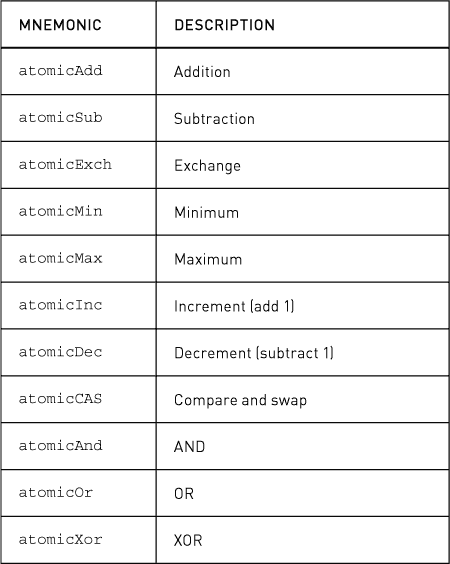 MNEMONIC DESCRIPTION
atomicAdd Addition
atomicSub Subtraction
atomicExch Exchange
atomicMin Minimum
atomicMax Maximum
atomicInc Increment (add 1)
atomicDec Decrement (subtract 1)
atomicCAS Compare and swap
atomicAnd AND
atomicOr OR
atomicXor XOR